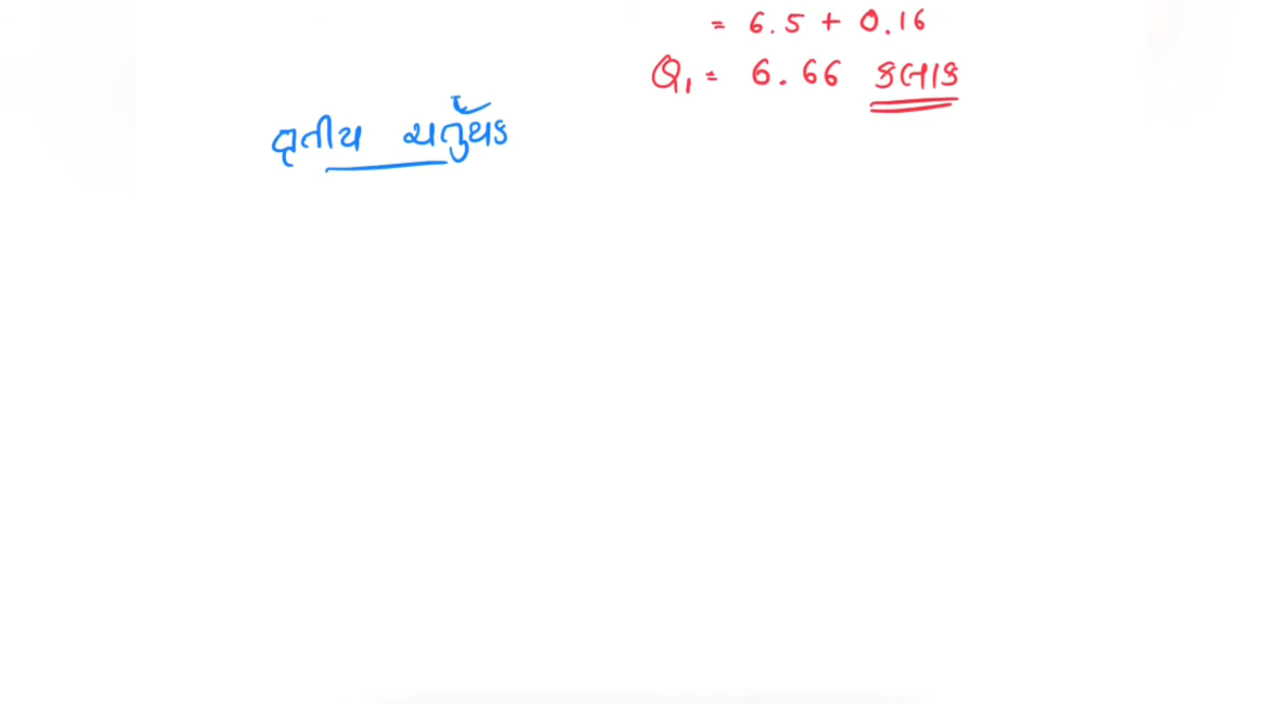 = 6.5 + 0.16
Q₁ = 6.66 કલાક
તૃતીય ચતુર્થક